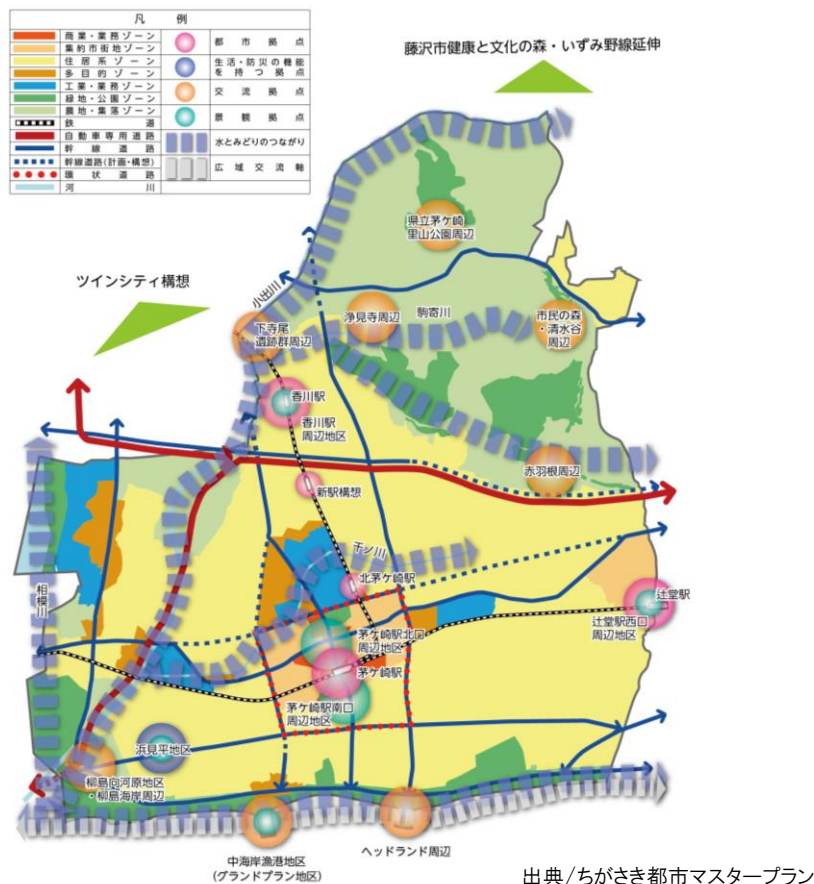 凡例
商業・業務ゾーン
集約市街地ゾーン
住居系ゾーン
多目的ゾーン
工業・業務ゾーン
緑地・公園ゾーン
農地・集落ゾーン
鉄道
自動車専用道路
幹線道路
幹線道路(計画・構想)
環状道路
河川
都市拠点
生活・防災の機能
を持つ拠点
交流拠点
景観拠点
水とみどりのつながり
広域交流軸
藤沢市健康と文化の森・いずみ野線延伸
県立茅ケ崎
里山公園周辺
ツインシティ構想
小出川
浄見寺周辺
駒寄川
市民の森
・清水谷
周辺
下寺尾
遺跡群周辺
香川駅
香川駅
周辺地区
赤羽根周辺
新駅構想
千ノ川
北茅ケ崎駅
相模川
辻堂駅
辻堂駅西口
周辺地区
茅ケ崎駅北口
周辺地区
茅ケ崎駅
茅ケ崎駅南口
周辺地区
浜見平地区
柳島向河原地区
・柳島海岸周辺
中海岸漁港地区
(グランドプラン地区)
ヘッドランド周辺
出典/ちがさき都市マスタープラン